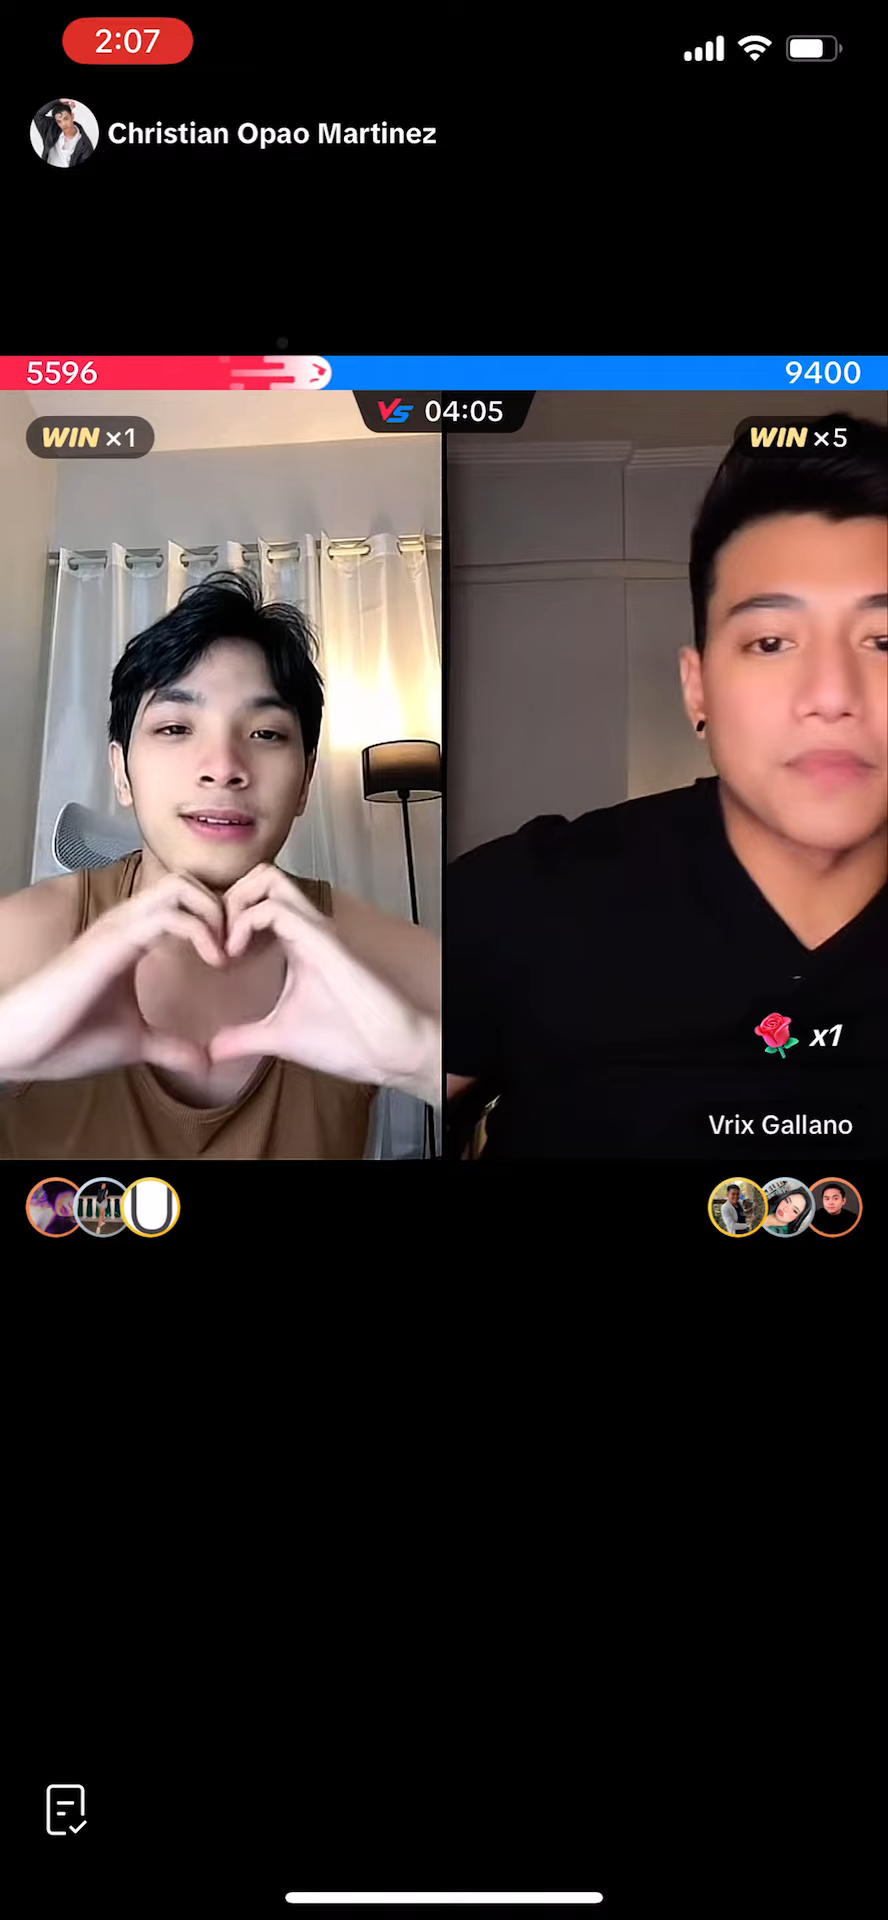 2:07
Christian Opao Martinez
5596
9400
VS 04:05
WIN ×1
WIN ×5
x1
Vrix Gallano
U